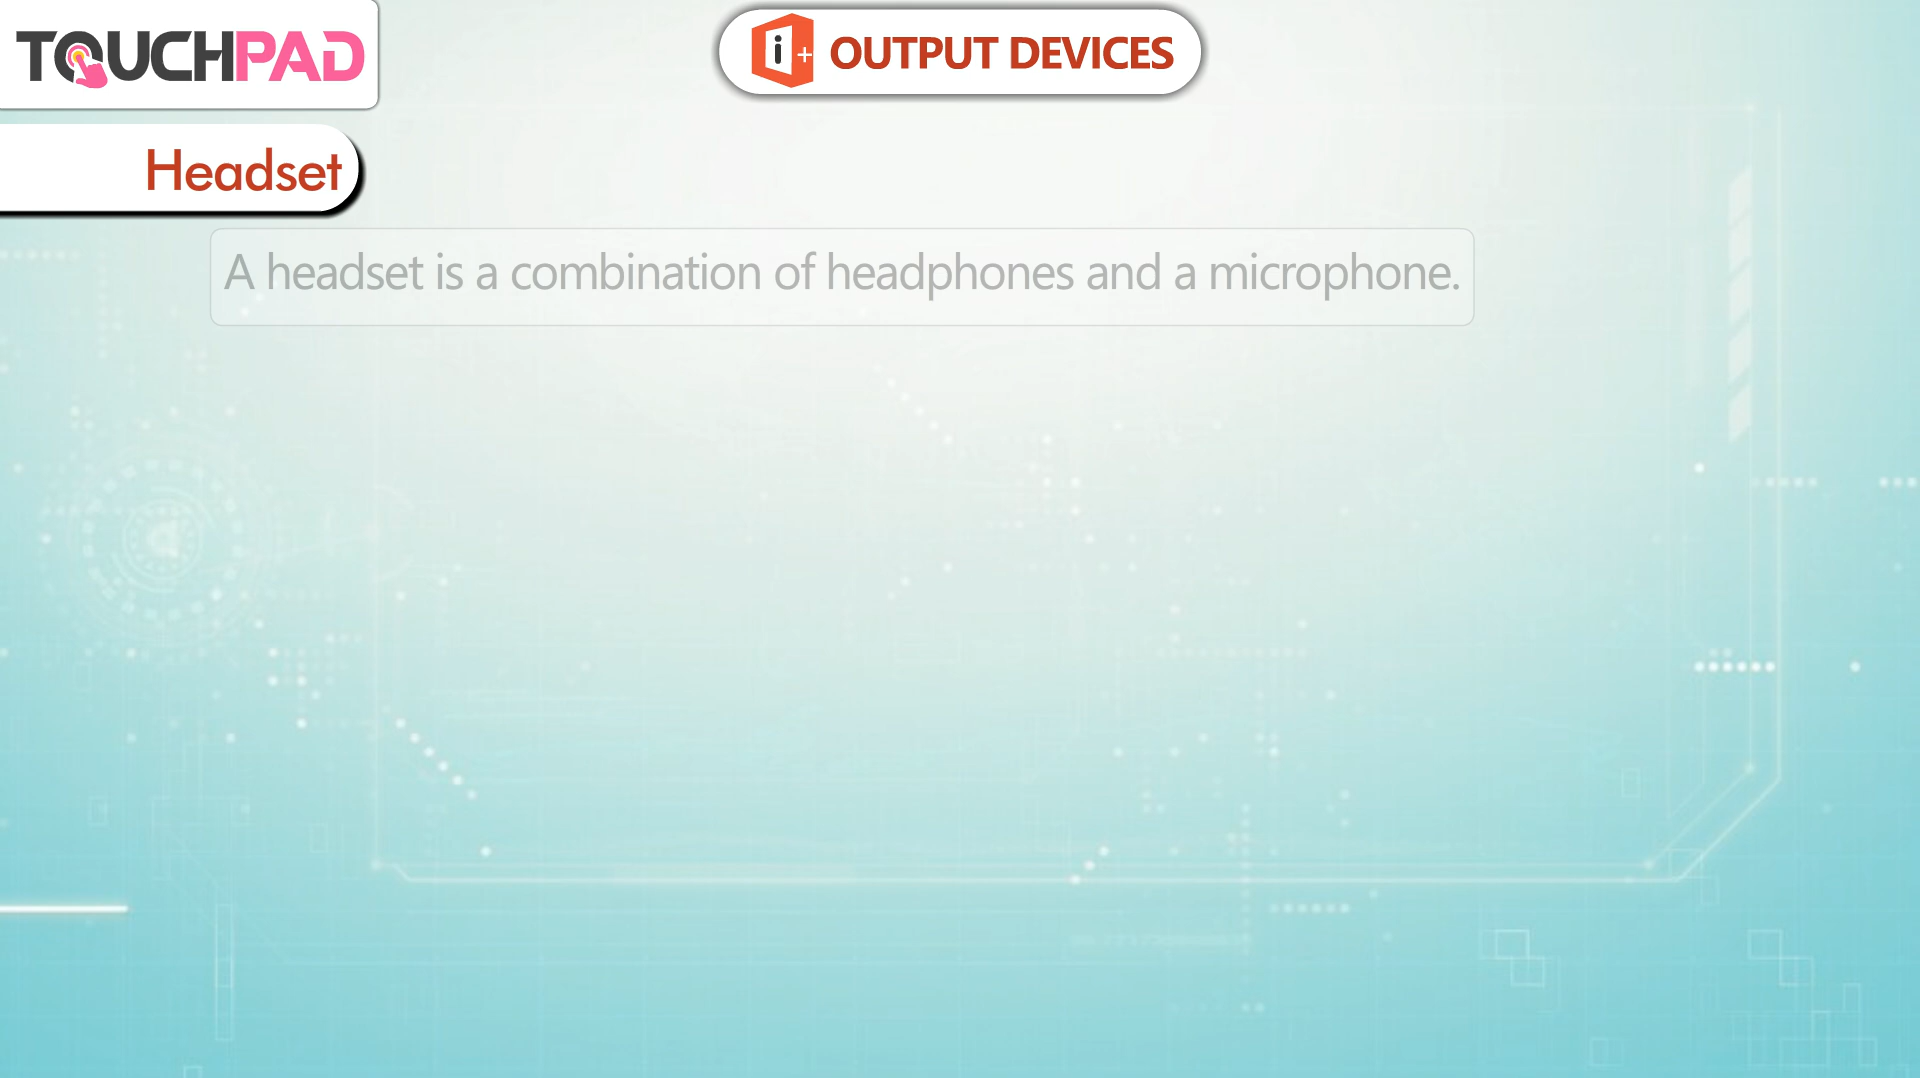 TOUCHPAD
i + OUTPUT DEVICES
Headset
A headset is a combination of headphones and a microphone.